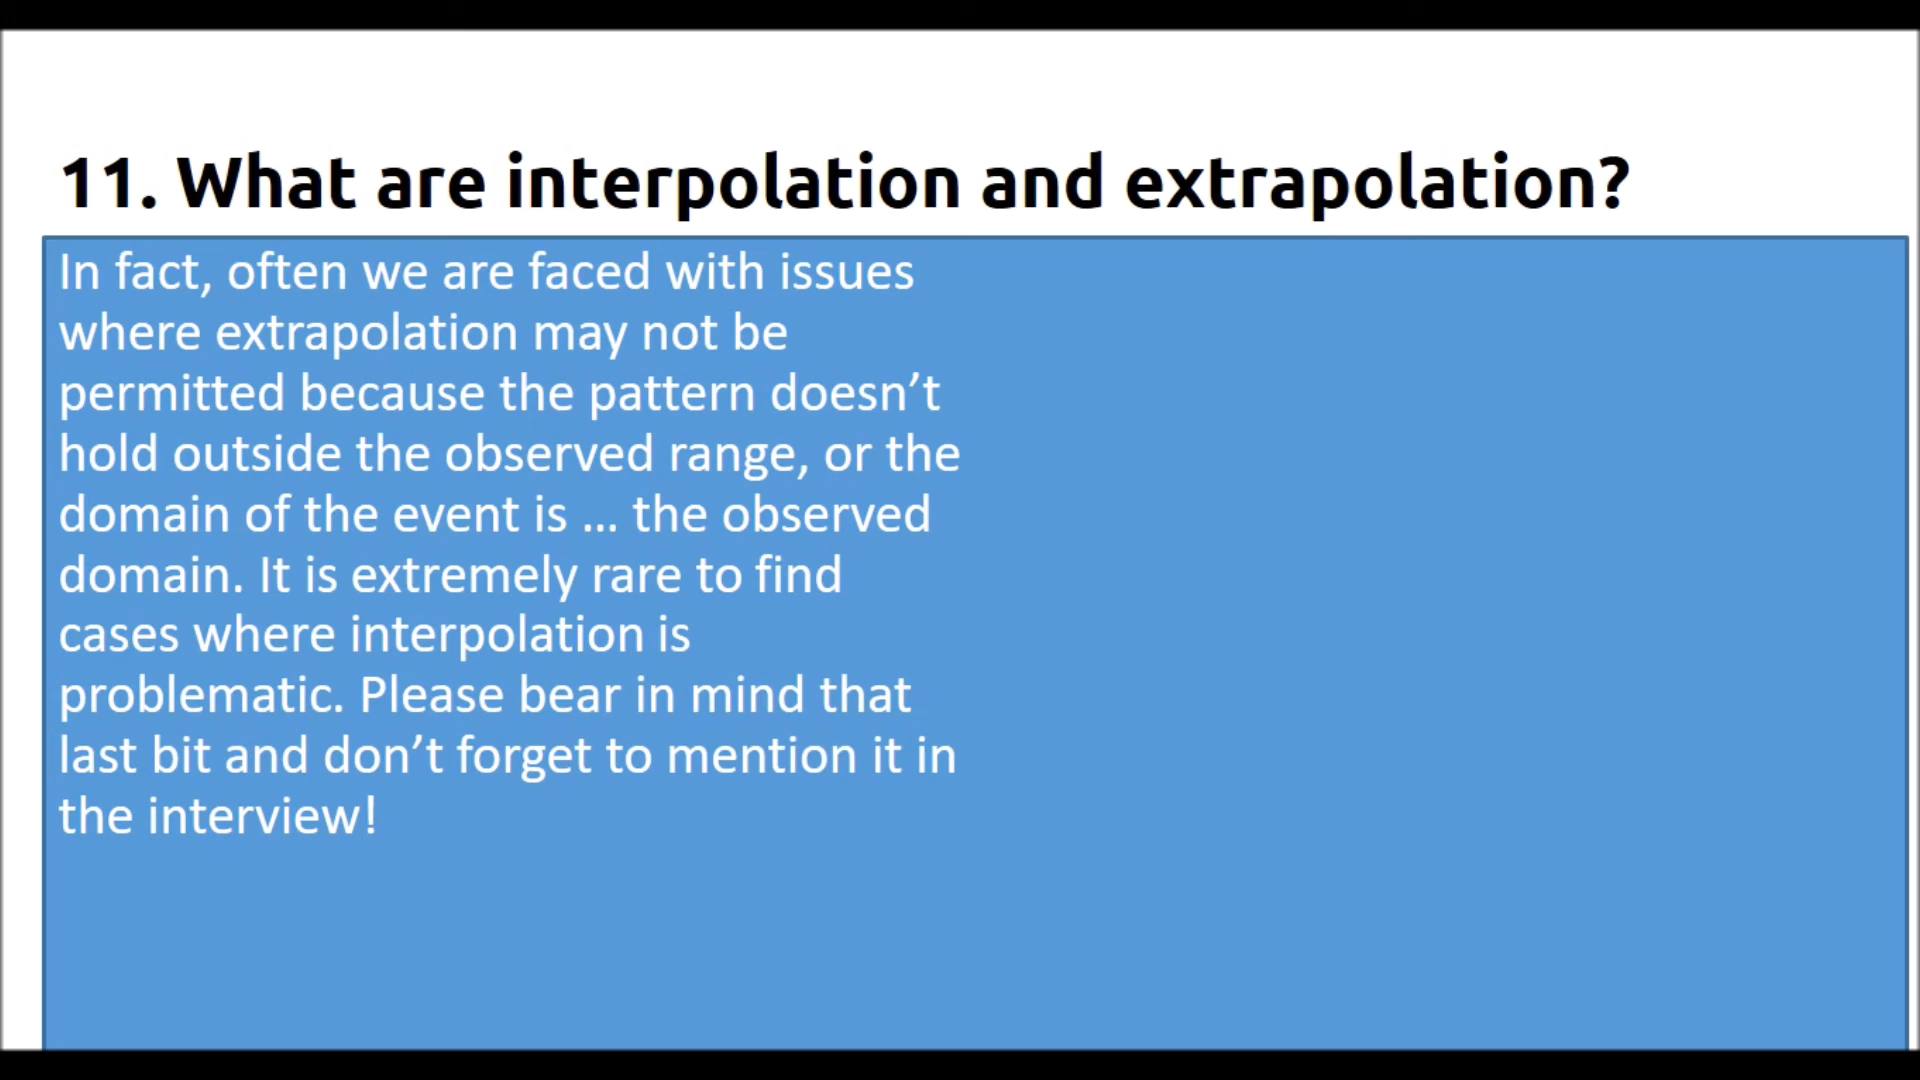 11. What are interpolation and extrapolation?
In fact, often we are faced with issues
where extrapolation may not be
permitted because the pattern doesn’t
hold outside the observed range, or the
domain of the event is … the observed
domain. It is extremely rare to find
cases where interpolation is
problematic. Please bear in mind that
last bit and don’t forget to mention it in
the interview!